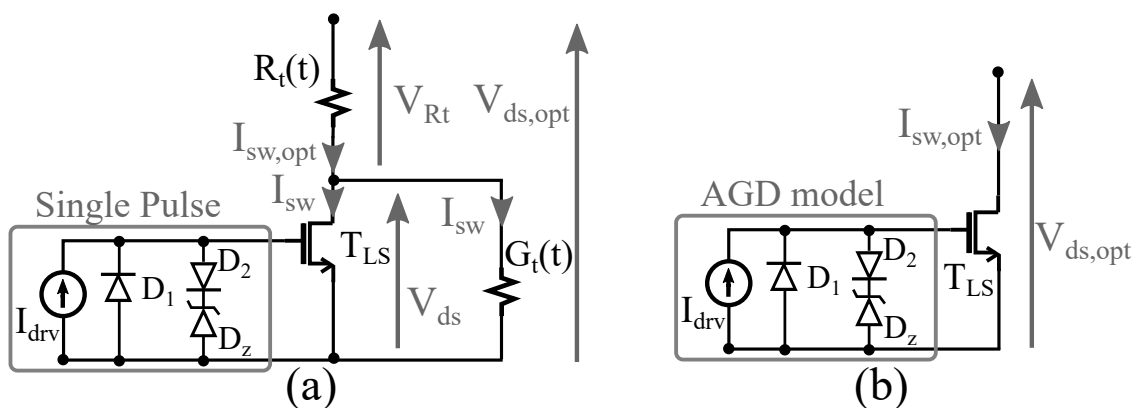 R_t(t)
V_Rt
V_ds,opt
I_sw,opt
Single Pulse
I_sw
I_sw
T_LS
G_t(t)
D_1
D_2
I_drv
D_z
V_ds
(a)
I_sw,opt
AGD model
V_ds,opt
D_2
T_LS
D_1
I_drv
D_z
(b)